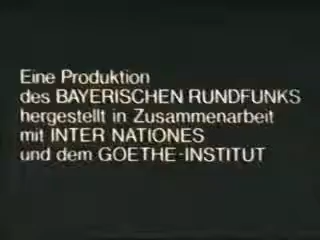 Eine Produktion
des BAYERISCHEN RUNDFUNKS
hergestellt in Zusammenarbeit
mit INTER NATIONES
und dem GOETHE-INSTITUT